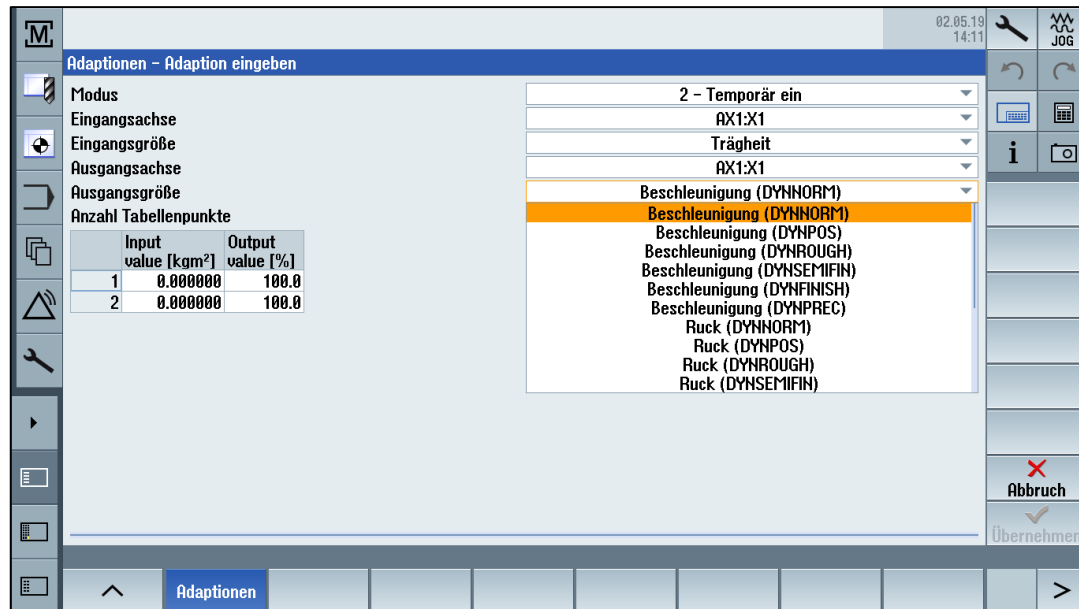 M
02.05.19
14:11
JOG
Adaptionen - Adaption eingeben
Modus
2 - Temporär ein
Eingangsachse
AX1:X1
Eingangsgröße
Trägheit
Ausgangsachse
AX1:X1
Ausgangsgröße
Beschleunigung (DYNNORM)
Anzahl Tabellenpunkte
Beschleunigung (DYNNORM)
Beschleunigung (DYNPOS)
Beschleunigung (DYNROUGH)
Beschleunigung (DYNSEMIFIN)
Beschleunigung (DYNFINISH)
Beschleunigung (DYNPREC)
Ruck (DYNNORM)
Ruck (DYNPOS)
Ruck (DYNROUGH)
Ruck (DYNSEMIFIN)
Input Output
value [kgm²] value [%]
1 0.000000 100.0
2 0.000000 100.0
i
Abbruch
Übernehmen
Adaptionen
>